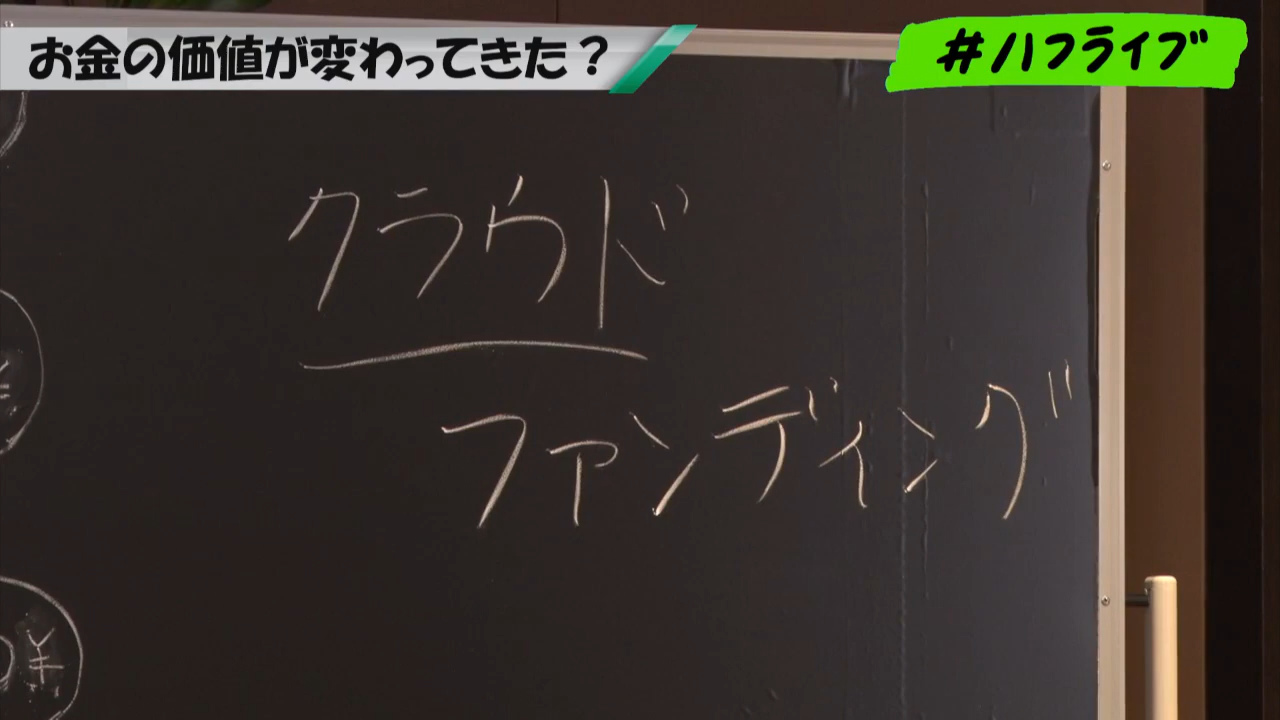 お金の価値が変わってきた？
#ハフライブ
クラウド
ファンディング
¥